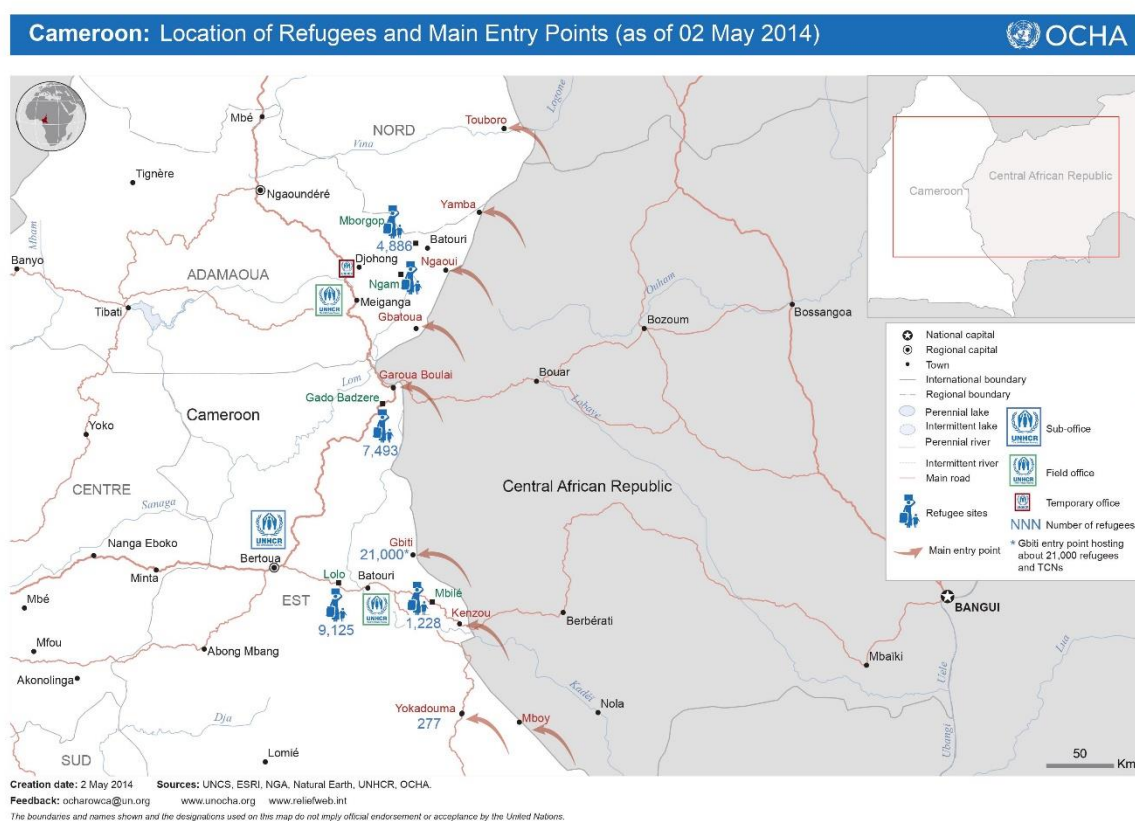 Cameroon: Location of Refugees and Main Entry Points (as of 02 May 2014)
OCHA
Mbé
NORD
Touboro
Logone
Vina
Tignère
Ngaoundéré
Yamba
Mborgop
4,886
Batouri
Mbam
Banyo
Djohong
Ngaoui
ADAMAOUA
Ngam
UNHCR
Meiganga
Tibati
Gbatoua
Ouham
Bozoum
Bossangoa
Garoua Boulai
Bouar
Lom
Gado Badzere
Lobaye
Cameroon
7,493
Yoko
CENTRE
Central African Republic
Sanaga
UNHCR
Nanga Eboko
Bertoua
Minta
Gbiti
21,000*
Lolo
Batouri
Mbilé
EST
UNHCR
Mbé
9,125
1,228
Kenzou
Berbérati
BANGUI
Mfou
Abong Mbang
Mbaïki
Akonolinga
Uele
Lua
Kadéi
Yokadouma
277
Mboy
Nola
Dja
Ubangi
Lomié
SUD
50
Km
Cameroon
Central African Republic
National capital
Regional capital
Town
International boundary
Regional boundary
Perennial lake
Intermittent lake
Perennial river
Intermittent river
Main road
Refugee sites
Main entry point
UNHCR
Sub-office
UNHCR
Field office
Temporary office
NNN Number of refugees
* Gbiti entry point hosting
about 21,000 refugees
and TCNs
Creation date: 2 May 2014 Sources: UNCS, ESRI, NGA, Natural Earth, UNHCR, OCHA.
Feedback: ocharowca@un.org www.unocha.org www.reliefweb.int
The boundaries and names shown and the designations used on this map do not imply official endorsement or acceptance by the United Nations.